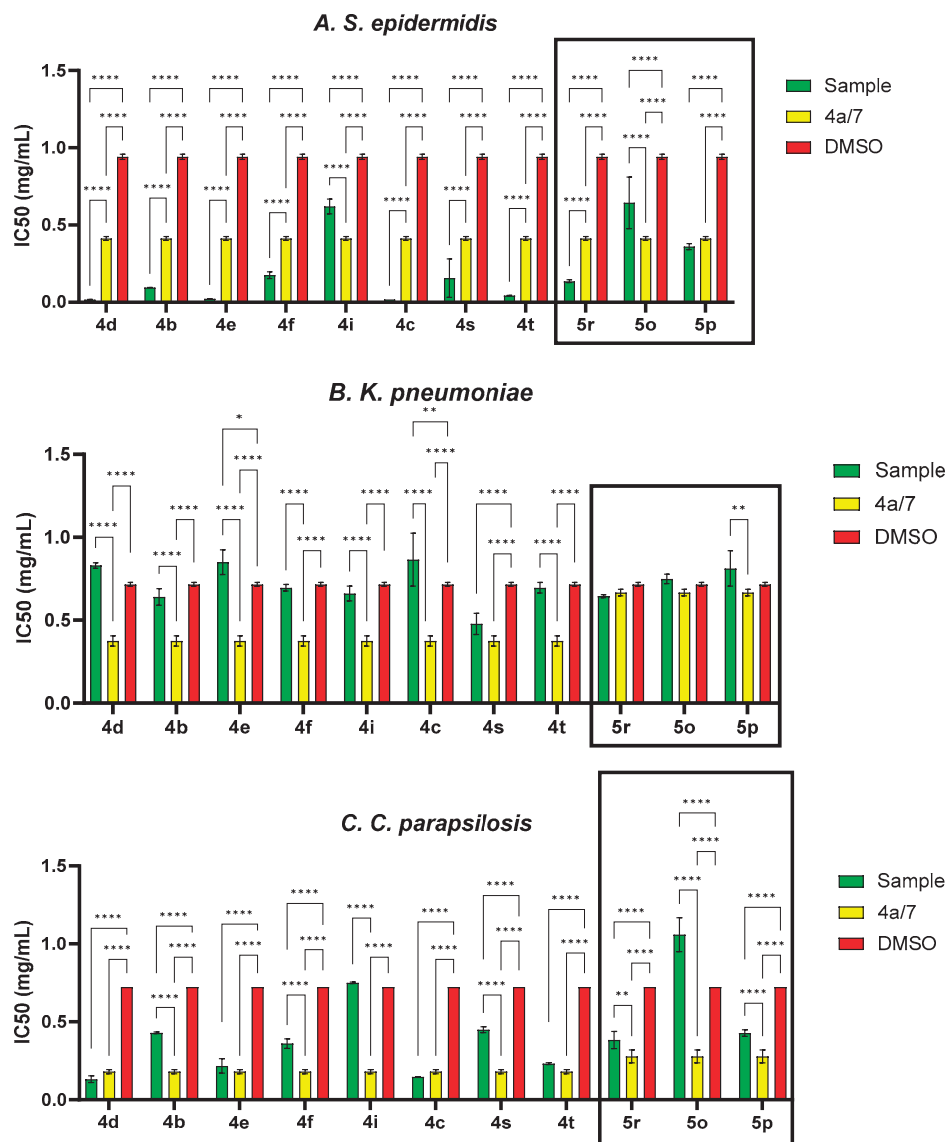 A. S. epidermidis
**** **** **** **** **** **** **** **** **** **** ****
**** **** **** **** **** **** **** **** **** **** ****
**** **** **** **** **** **** **** **** **** ****
IC50 (mg/mL)
1.5
1.0
0.5
0.0
4d 4b 4e 4f 4i 4c 4s 4t 5r 5o 5p
Sample
4a/7
DMSO
B. K. pneumoniae
* **
**** **** **** **** **** **** **** **** **
**** **** **** **** **** **** **** ****
IC50 (mg/mL)
1.5
1.0
0.5
0.0
4d 4b 4e 4f 4i 4c 4s 4t 5r 5o 5p
Sample
4a/7
DMSO
C. C. parapsilosis
**** **** **** **** **** **** **** **** **** **** ****
**** **** **** **** **** **** **** **** **** **** ****
**** **** **** ** **** ****
IC50 (mg/mL)
1.5
1.0
0.5
0.0
4d 4b 4e 4f 4i 4c 4s 4t 5r 5o 5p
Sample
4a/7
DMSO